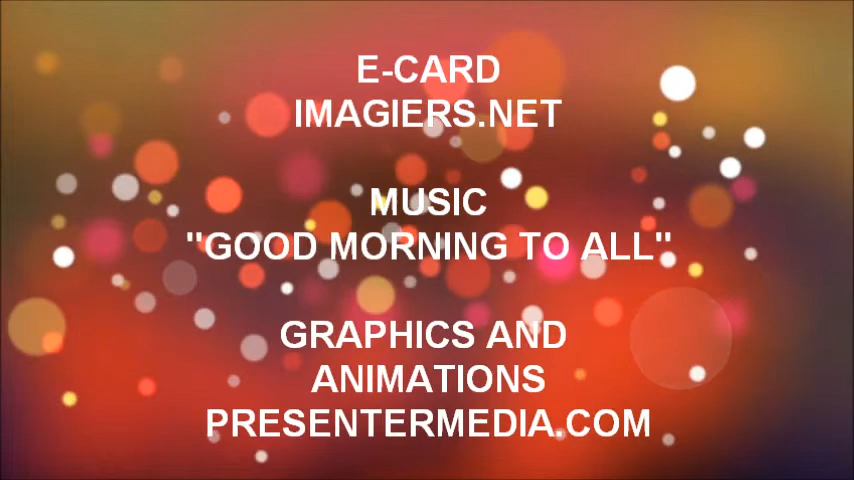 E-CARD
IMAGIERS.NET
MUSIC
"GOOD MORNING TO ALL"
GRAPHICS AND
ANIMATIONS
PRESENTERMEDIA.COM